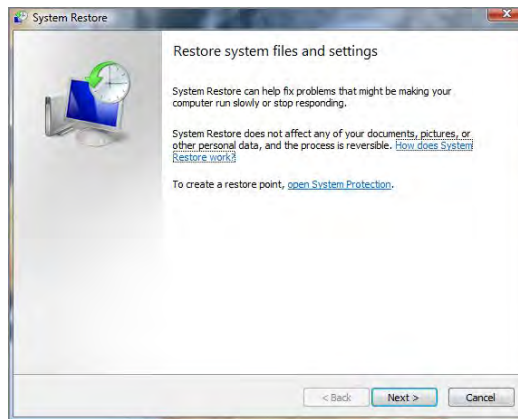 System Restore
Restore system files and settings
System Restore can help fix problems that might be making your
computer run slowly or stop responding.
System Restore does not affect any of your documents, pictures, or
other personal data, and the process is reversible. How does System
Restore work?
To create a restore point, open System Protection.
< Back Next > Cancel